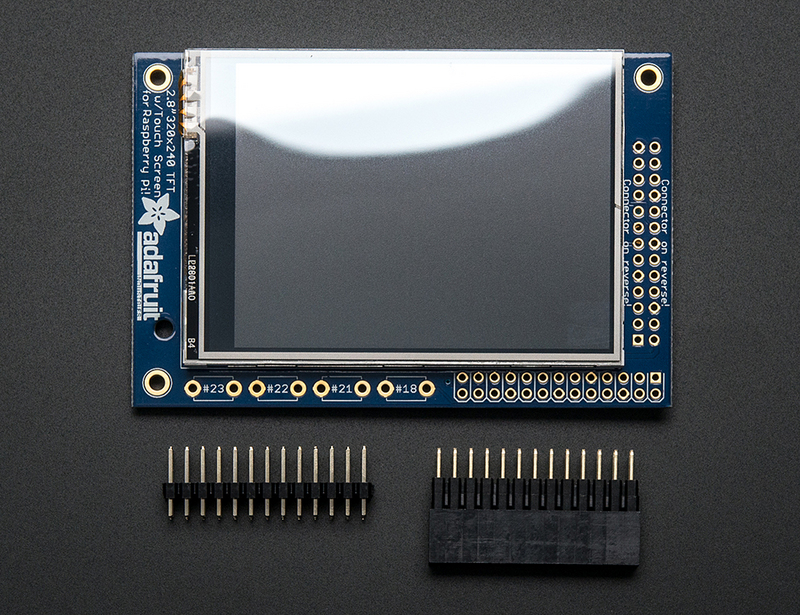 2.8" 320x240 TFT
w/Touch Screen
for Raspberry Pi!
adafruit
LP2801ARO
B4
Connector on reverse!
Connector on reverse!
#23
#22
#21
#18